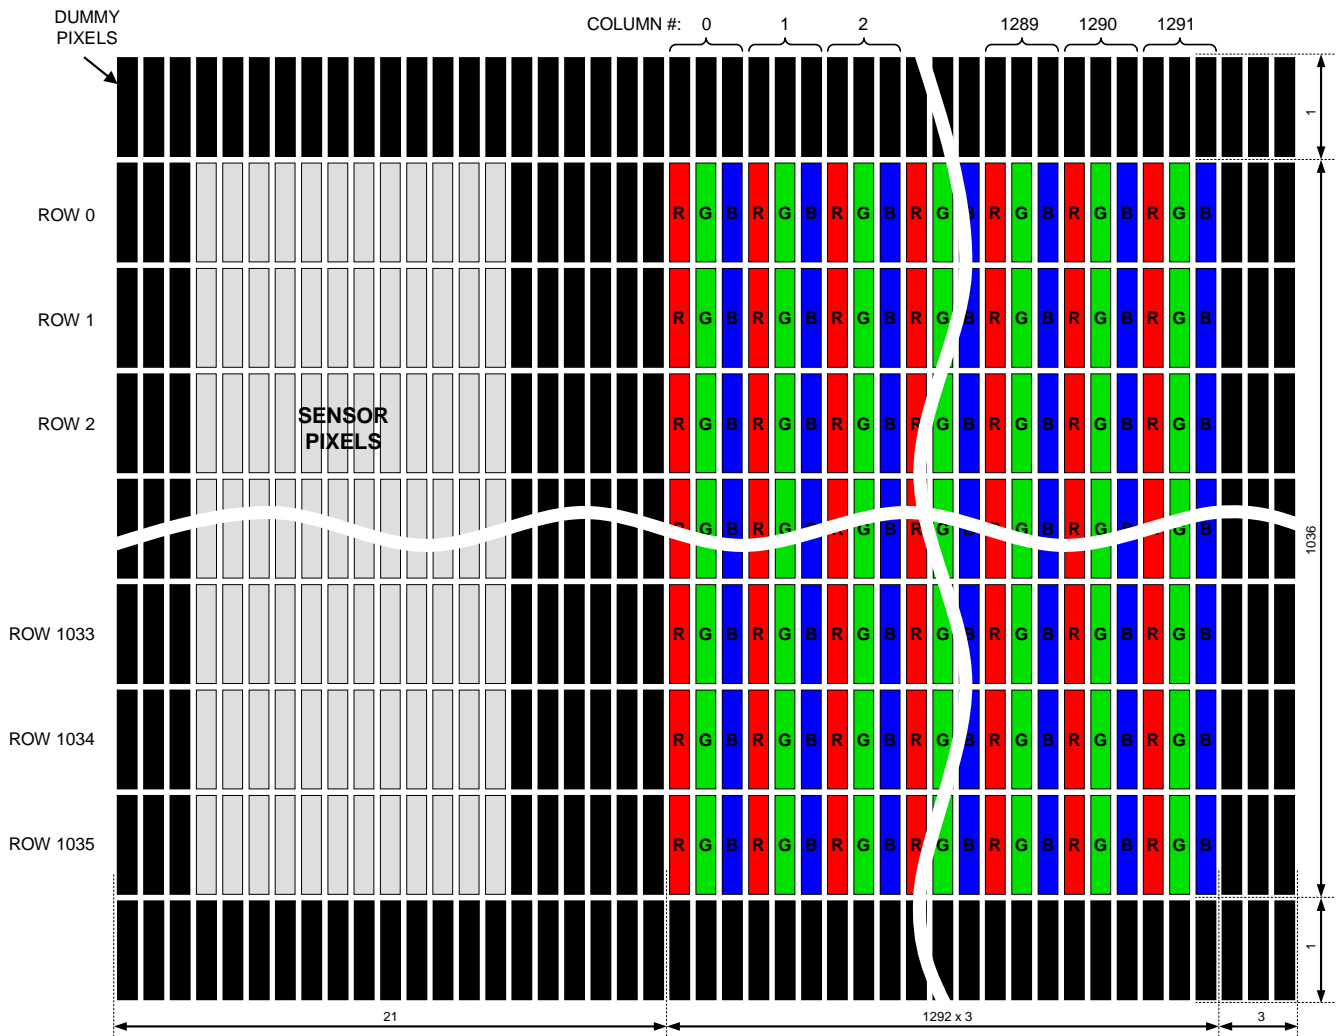 DUMMY
PIXELS
COLUMN #: 0 1 2 1289 1290 1291
1
ROW 0 R G B R G B R G B R G B R G B R G B R G B
ROW 1 R G B R G B R G B R G B R G B R G B R G B
ROW 2 R G B R G B R G B R G B R G B R G B R G B
SENSOR
PIXELS
G B R G B G B R G B G B R G B G B
1036
ROW 1033 R G B R G B R G B R G B R G B R G B R G B
ROW 1034 R G B R G B R G B R G B R G B R G B R G B
ROW 1035 R G B R G B R G B R G B R G B R G B R G B
1
21 1292 x 3 3